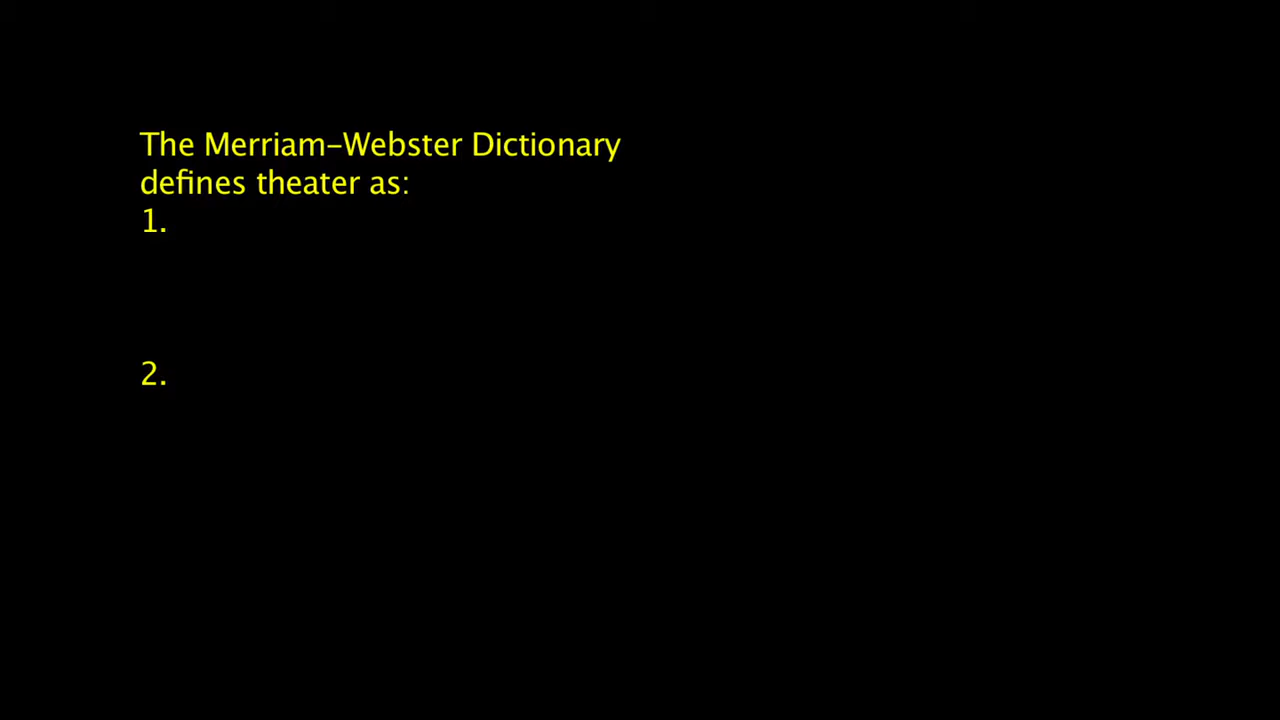 The Merriam-Webster Dictionary
defines theater as:
1.
2.